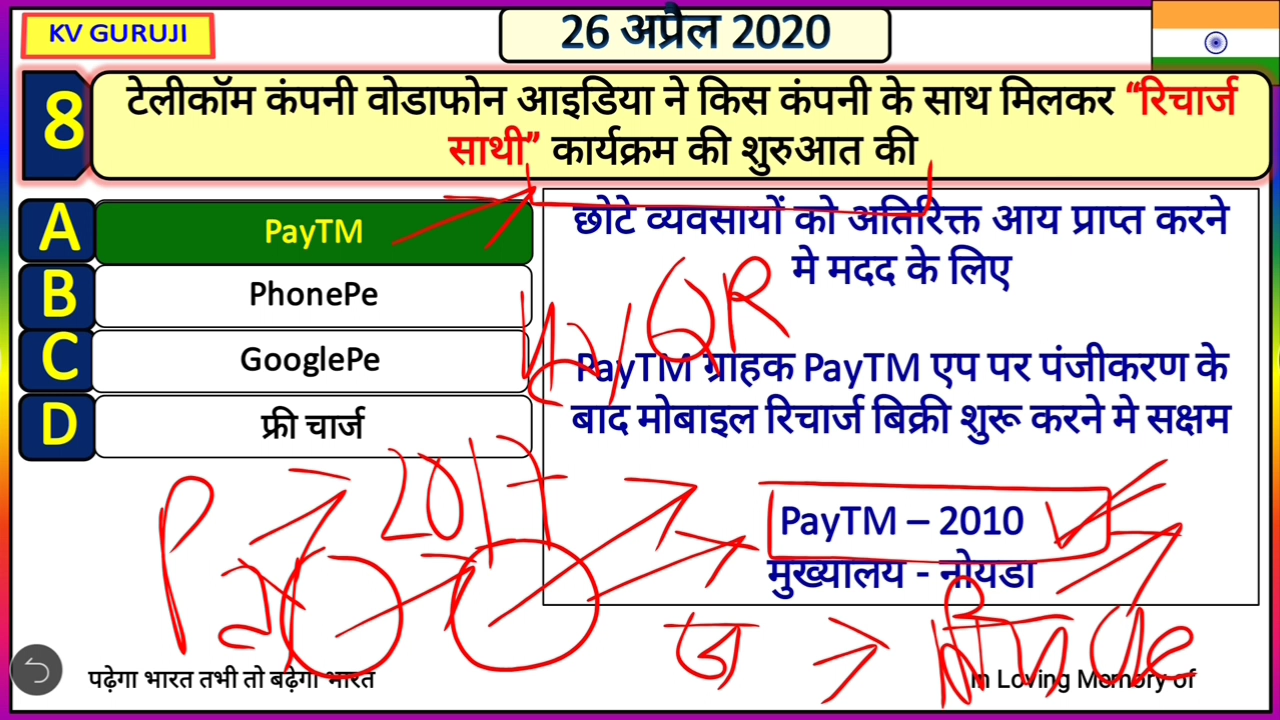 KV GURUJI
26 अप्रैल 2020
8
टेलीकॉम कंपनी वोडाफोन आइडिया ने किस कंपनी के साथ मिलकर “रिचार्ज
साथी” कार्यक्रम की शुरुआत की
A PayTM
B PhonePe
C GooglePe
D फ्री चार्ज
छोटे व्यवसायों को अतिरिक्त आय प्राप्त करने
मे मदद के लिए
QR
PayTM ग्राहक PayTM एप पर पंजीकरण के
बाद मोबाइल रिचार्ज बिक्री शुरू करने मे सक्षम
2017
PayTM – 2010
मुख्यालय - नोयडा
पढ़ेगा भारत तभी तो बढ़ेगा भारत
In Loving Memory of